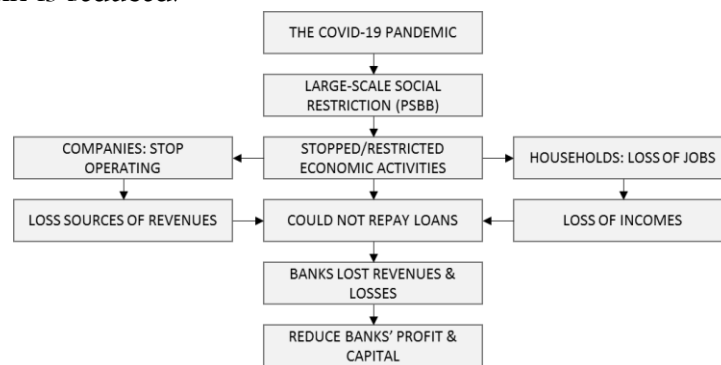 is reduced.
THE COVID-19 PANDEMIC
LARGE-SCALE SOCIAL
RESTRICTION (PSBB)
COMPANIES: STOP
OPERATING
STOPPED/RESTRICTED
ECONOMIC ACTIVITIES
HOUSEHOLDS: LOSS OF JOBS
LOSS SOURCES OF REVENUES
COULD NOT REPAY LOANS
LOSS OF INCOMES
BANKS LOST REVENUES &
LOSSES
REDUCE BANKS' PROFIT &
CAPITAL